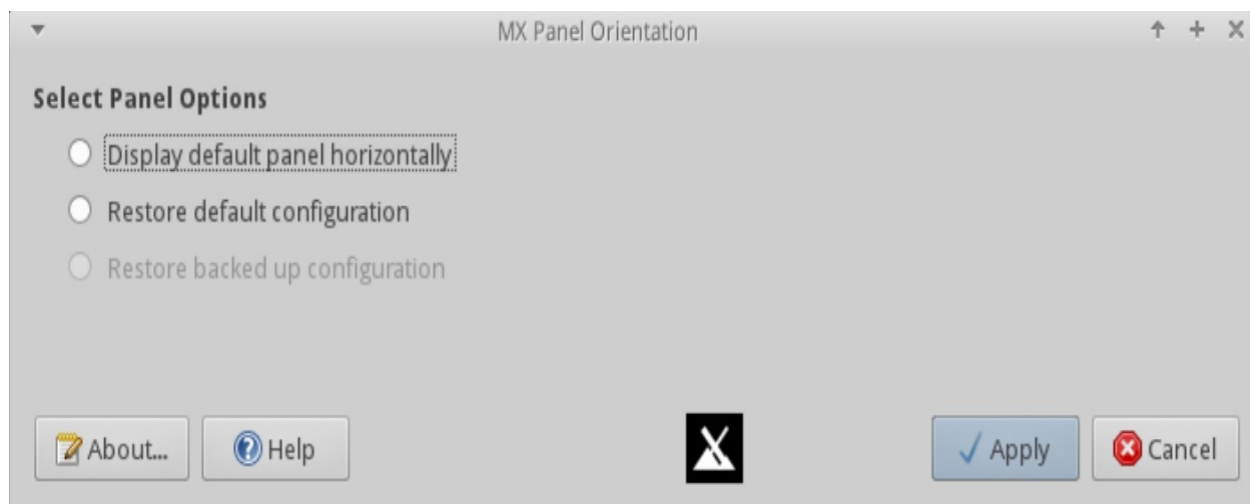 MX Panel Orientation
Select Panel Options
Display default panel horizontally
Restore default configuration
Restore backed up configuration
About... Help Apply Cancel